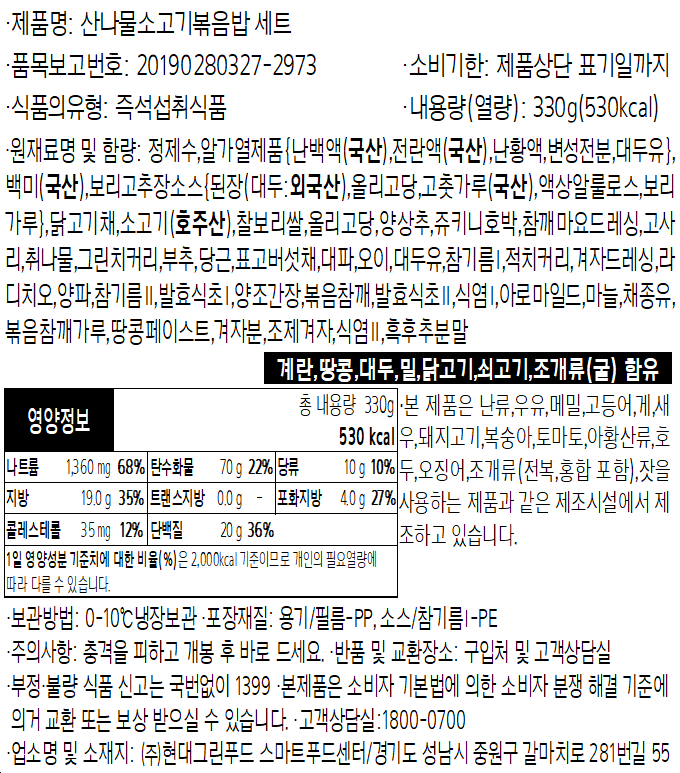 ·제품명: 산나물소고기볶음밥 세트
·품목보고번호: 20190280327-2973 ·소비기한: 제품상단 표기일까지
·식품의유형: 즉석섭취식품 ·내용량(열량): 330g(530kcal)
·원재료명 및 함량: 정제수,알가열제품{난백액(국산),전란액(국산),난황액,변성전분,대두유},
백미(국산),보리고추장소스{된장(대두:외국산),올리고당,고춧가루(국산),액상알룰로스,보리
가루},닭고기채,소고기(호주산),찰보리쌀,올리고당,양상추,쥬키니호박,참깨마요드레싱,고사
리,취나물,그린치커리,부추,당근,표고버섯채,대파,오이,대두유,참기름Ⅰ,적치커리,겨자드레싱,라
디치오,양파,참기름Ⅱ,발효식초Ⅰ,양조간장,볶음참깨,발효식초Ⅱ,식염Ⅰ,아로마일드,마늘,채종유,
볶음참깨가루,땅콩페이스트,겨자분,조제겨자,식염Ⅱ,흑후추분말
계란,땅콩,대두,밀,닭고기,쇠고기,조개류(굴) 함유
영양정보
총 내용량 330g
530 kcal
나트륨 1,360 mg 68% 탄수화물 70 g 22% 당류 10 g 10%
지방 19.0 g 35% 트랜스지방 0.0 g - 포화지방 4.0 g 27%
콜레스테롤 35 mg 12% 단백질 20 g 36%
1일 영양성분 기준치에 대한 비율(%)은 2,000kcal 기준이므로 개인의 필요열량에
따라 다를 수 있습니다.
·본 제품은 난류,우유,메밀,고등어,게,새
우,돼지고기,복숭아,토마토,아황산류,호
두,오징어,조개류(전복,홍합 포함),잣을
사용하는 제품과 같은 제조시설에서 제
조하고 있습니다.
·보관방법: 0-10℃냉장보관 ·포장재질: 용기/필름-PP, 소스/참기름Ⅰ-PE
·주의사항: 충격을 피하고 개봉 후 바로 드세요. ·반품 및 교환장소: 구입처 및 고객상담실
·부정·불량 식품 신고는 국번없이 1399 ·본제품은 소비자 기본법에 의한 소비자 분쟁 해결 기준에
의거 교환 또는 보상 받으실 수 있습니다. ·고객상담실:1800-0700
·업소명 및 소재지: (주)현대그린푸드 스마트푸드센터/경기도 성남시 중원구 갈마치로 281번길 55